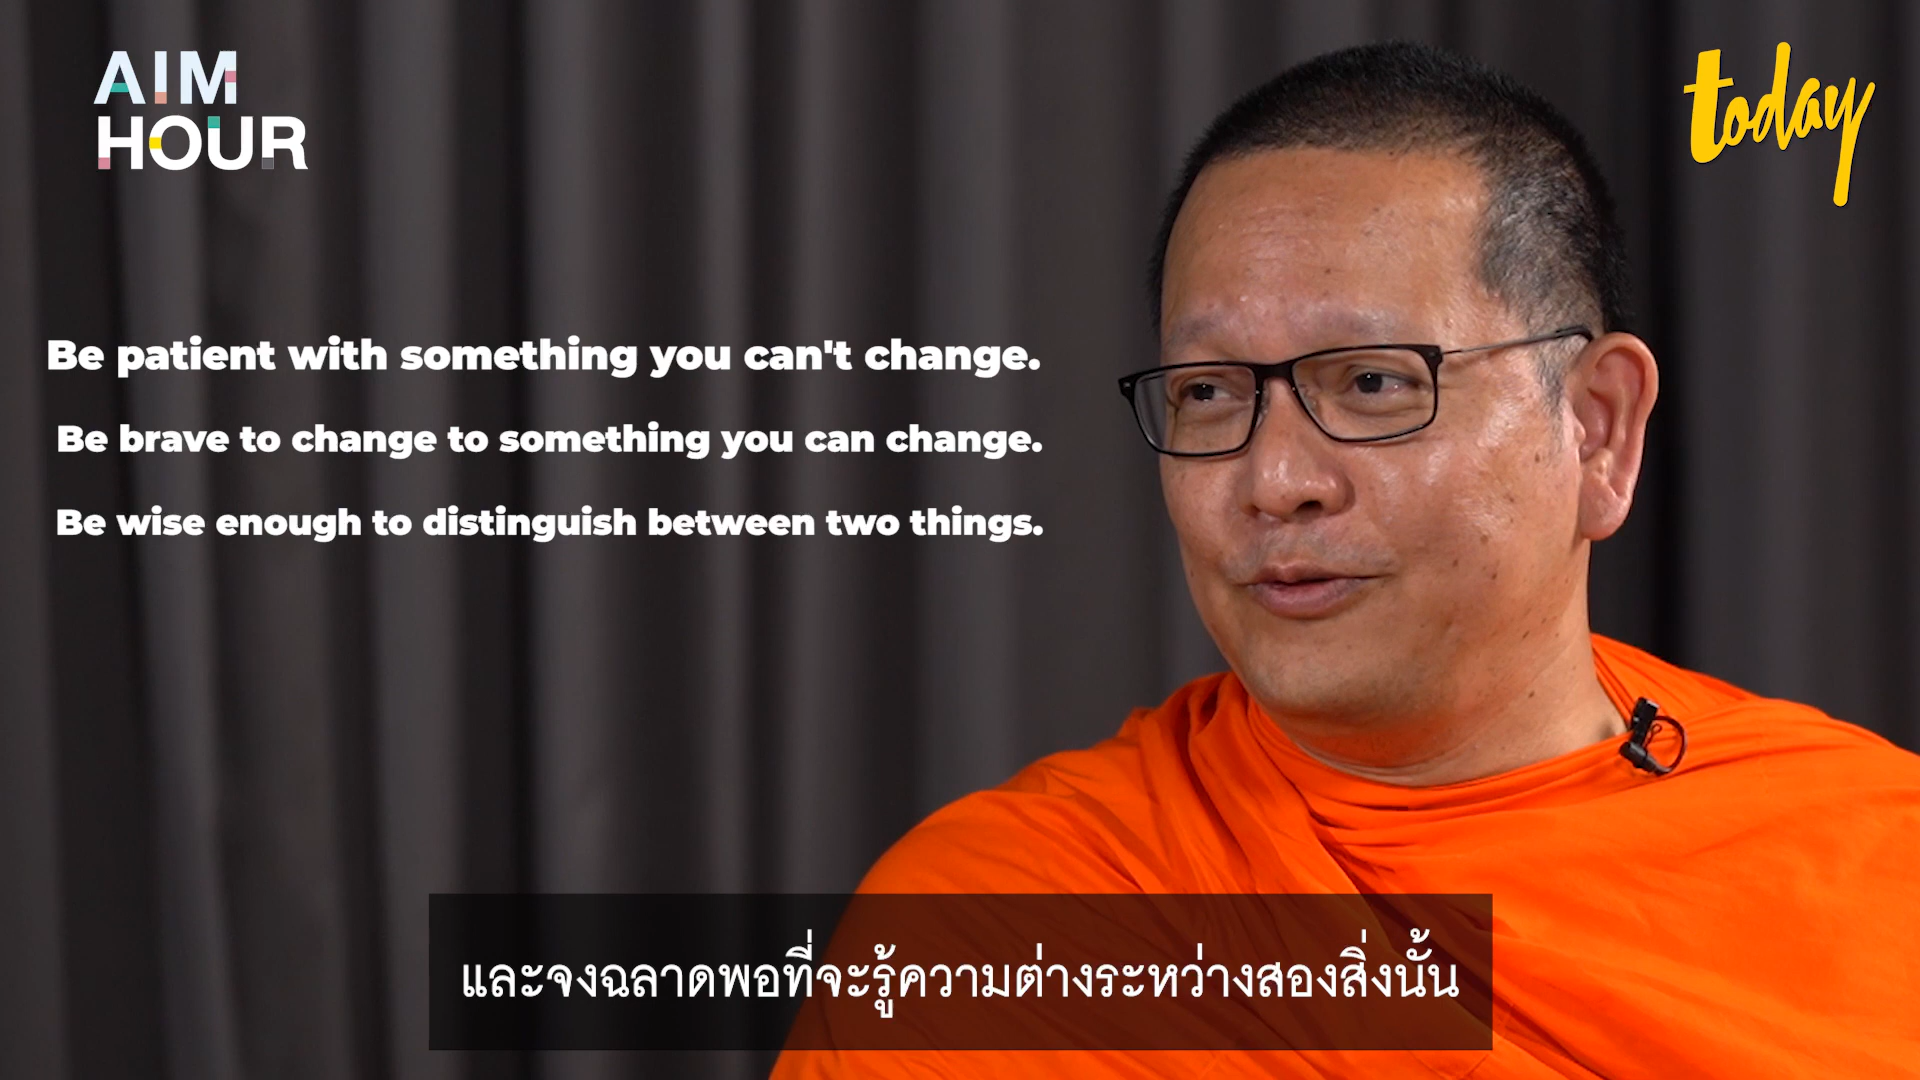 AIM
HOUR
today
Be patient with something you can't change.
Be brave to change to something you can change.
Be wise enough to distinguish between two things.
และจงฉลาดพอที่จะรู้ความต่างระหว่างสองสิ่งนั้น